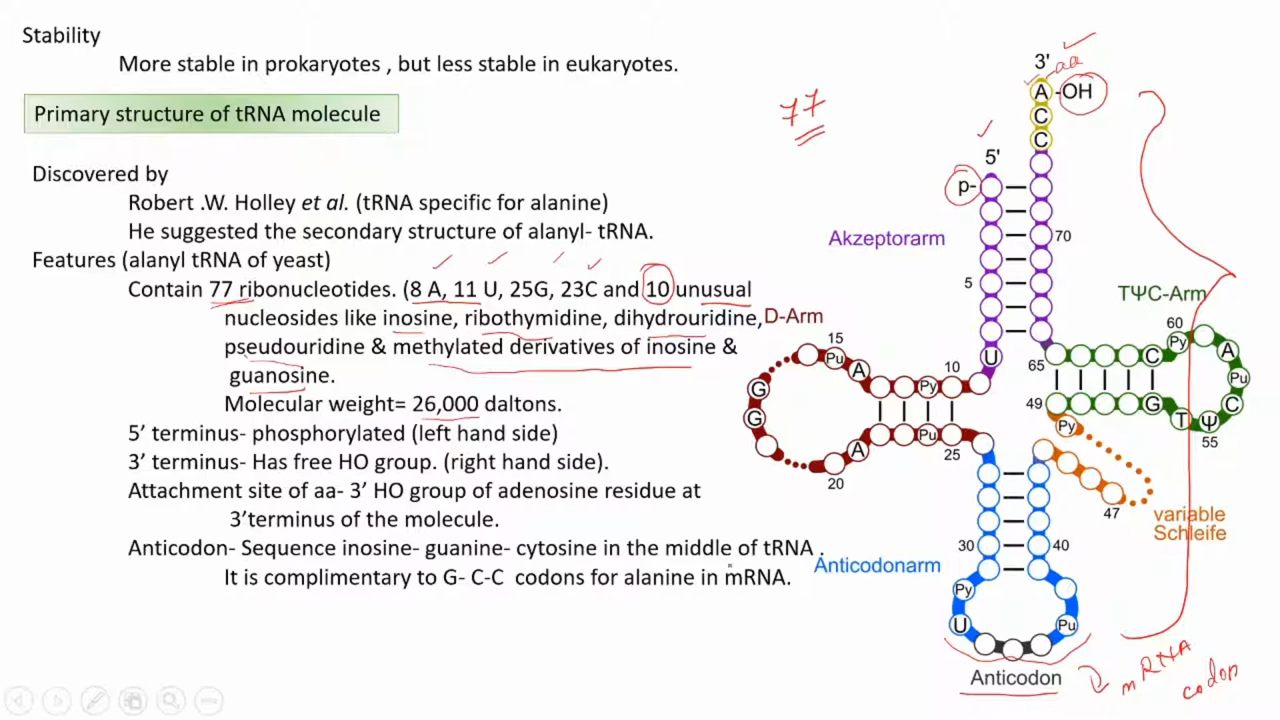 Stability
More stable in prokaryotes , but less stable in eukaryotes.
Primary structure of tRNA molecule
Discovered by
Robert .W. Holley et al. (tRNA specific for alanine)
He suggested the secondary structure of alanyl- tRNA.
Features (alanyl tRNA of yeast)
Contain 77 ribonucleotides. (8 A, 11 U, 25G, 23C and 10 unusual
nucleosides like inosine, ribothymidine, dihydrouridine,
pseudouridine & methylated derivatives of inosine &
guanosine.
Molecular weight= 26,000 daltons.
5’ terminus- phosphorylated (left hand side)
3’ terminus- Has free HO group. (right hand side).
Attachment site of aa- 3’ HO group of adenosine residue at
3’terminus of the molecule.
Anticodon- Sequence inosine- guanine- cytosine in the middle of tRNA .
It is complimentary to G- C-C codons for alanine in mRNA.
77
3'
aa
A -OH
C
C
5'
p-
Akzeptorarm
70
5
U
65
D-Arm
15
Pu
A
Py
10
G
G
A
Pu
25
20
TΨC-Arm
60
Py
A
Pu
C
Ψ
55
T
C
G
49
Py
47
variable
Schleife
30
40
Anticodonarm
Py
U
Pu
Anticodon
mRNA
codon